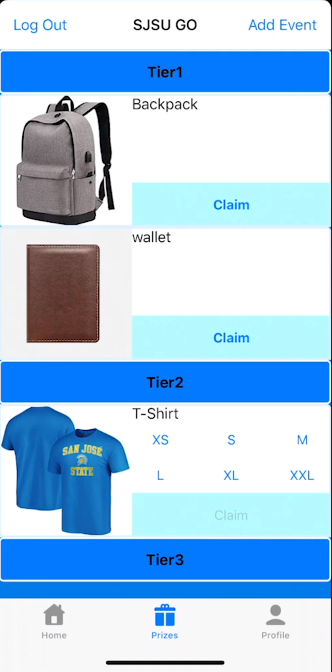 Log Out SJSU GO Add Event
Tier1
Backpack
Claim
wallet
Claim
Tier2
T-Shirt
XS S M
L XL XXL
SAN JOSÉ
STATE
Claim
Tier3
Home Prizes Profile